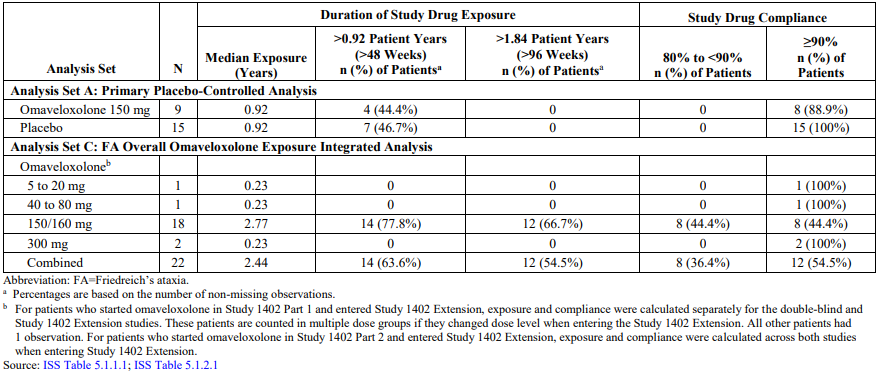 Duration of Study Drug Exposure Study Drug Compliance
Analysis Set N Median Exposure (Years) >0.92 Patient Years (>48 Weeks) n (%) of Patientsa >1.84 Patient Years (>96 Weeks) n (%) of Patientsa 80% to <90% n (%) of Patients ≥90% n (%) of Patients
Analysis Set A: Primary Placebo-Controlled Analysis
Omaveloxolone 150 mg 9 0.92 4 (44.4%) 0 0 8 (88.9%)
Placebo 15 0.92 7 (46.7%) 0 0 15 (100%)
Analysis Set C: FA Overall Omaveloxolone Exposure Integrated Analysis
Omaveloxoloneb
5 to 20 mg 1 0.23 0 0 0 1 (100%)
40 to 80 mg 1 0.23 0 0 0 1 (100%)
150/160 mg 18 2.77 14 (77.8%) 12 (66.7%) 8 (44.4%) 8 (44.4%)
300 mg 2 0.23 0 0 0 2 (100%)
Combined 22 2.44 14 (63.6%) 12 (54.5%) 8 (36.4%) 12 (54.5%)
Abbreviation: FA=Friedreich's ataxia.
a Percentages are based on the number of non-missing observations.
b For patients who started omaveloxolone in Study 1402 Part 1 and entered Study 1402 Extension, exposure and compliance were calculated separately for the double-blind and
Study 1402 Extension studies. These patients are counted in multiple dose groups if they changed dose level when entering the Study 1402 Extension. All other patients had
1 observation. For patients who started omaveloxolone in Study 1402 Part 2 and entered Study 1402 Extension, exposure and compliance were calculated across both studies
when entering Study 1402 Extension.
Source: ISS Table 5.1.1.1; ISS Table 5.1.2.1